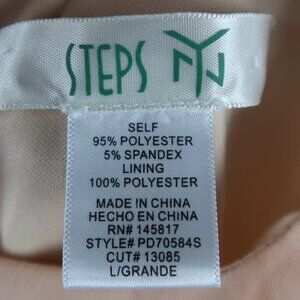 STEPS NY
SELF
95% POLYESTER
5% SPANDEX
LINING
100% POLYESTER
MADE IN CHINA
HECHO EN CHINA
RN# 145817
STYLE# PD70584S
CUT# 13085
L/GRANDE